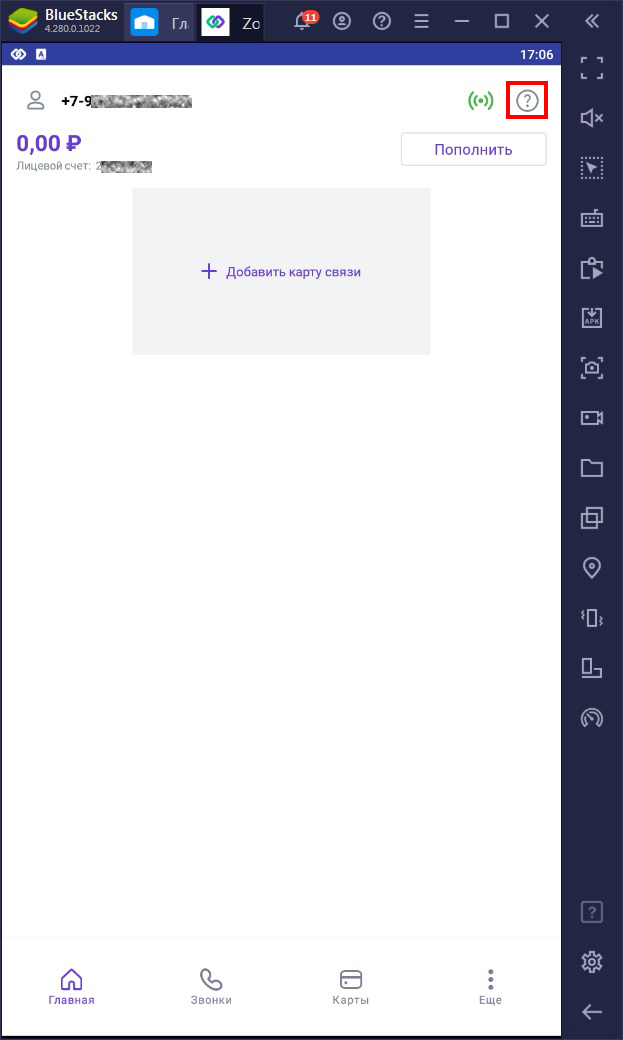 BlueStacks
4.280.0.1022
Гл
Zo
11
17:06
+7-9
0,00 ₽
Пополнить
Лицевой счет: 2
+ Добавить карту связи
Главная
Звонки
Карты
Еще